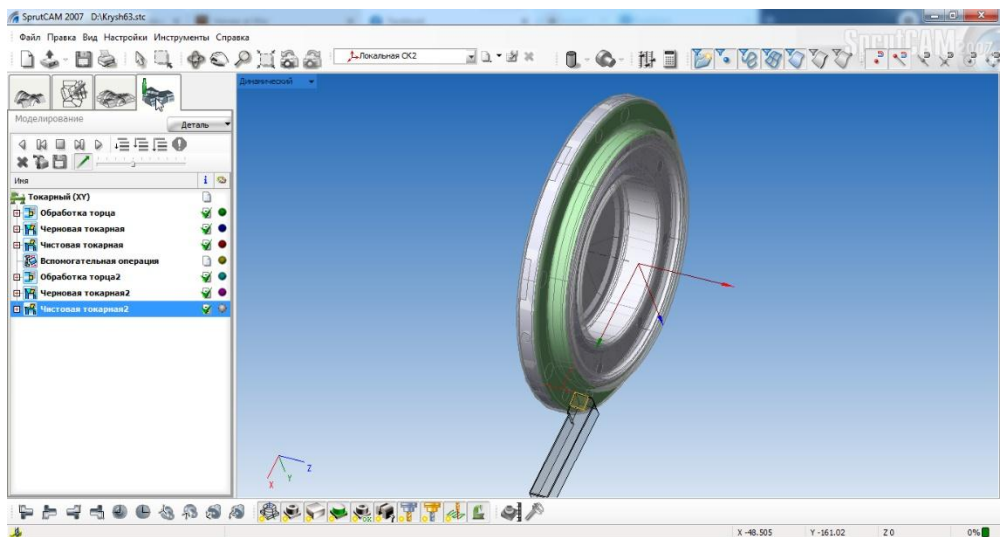 SprutCAM 2007 D:\Krysh63.stc
Файл Правка Вид Настройки Инструменты Справка
Локальная СК2
SprutCAM 2007
Динамический
Моделирование
Деталь
Имя
Токарный (XY)
Обработка торца
Черновая токарная
Чистовая токарная
Вспомогательная операция
Обработка торца2
Черновая токарная2
Чистовая токарная2
Z
X Y
X -48.505 Y -161.02 Z 0 0%